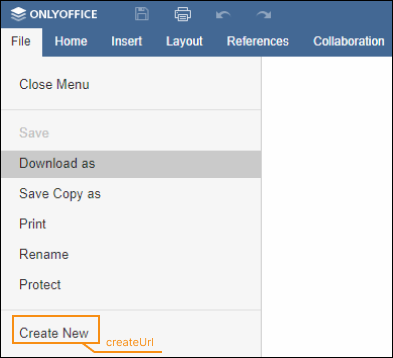 ONLYOFFICE
File Home Insert Layout References Collaboration
Close Menu
Save
Download as
Save Copy as
Print
Rename
Protect
Create New
createUrl